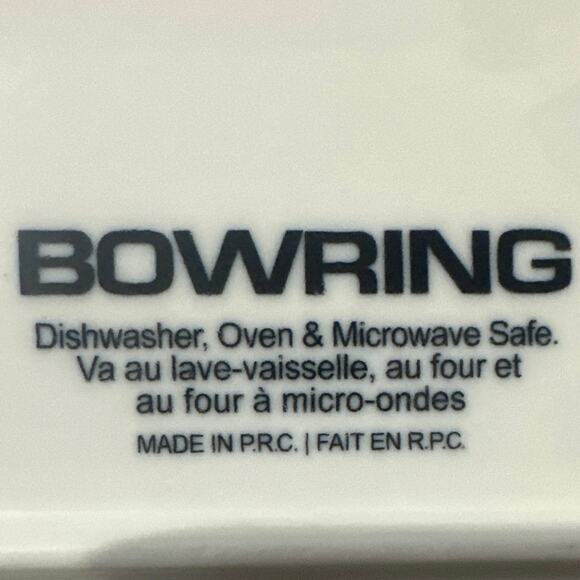 BOWRING
Dishwasher, Oven & Microwave Safe.
Va au lave-vaisselle, au four et
au four à micro-ondes
MADE IN P.R.C. | FAIT EN R.P.C.